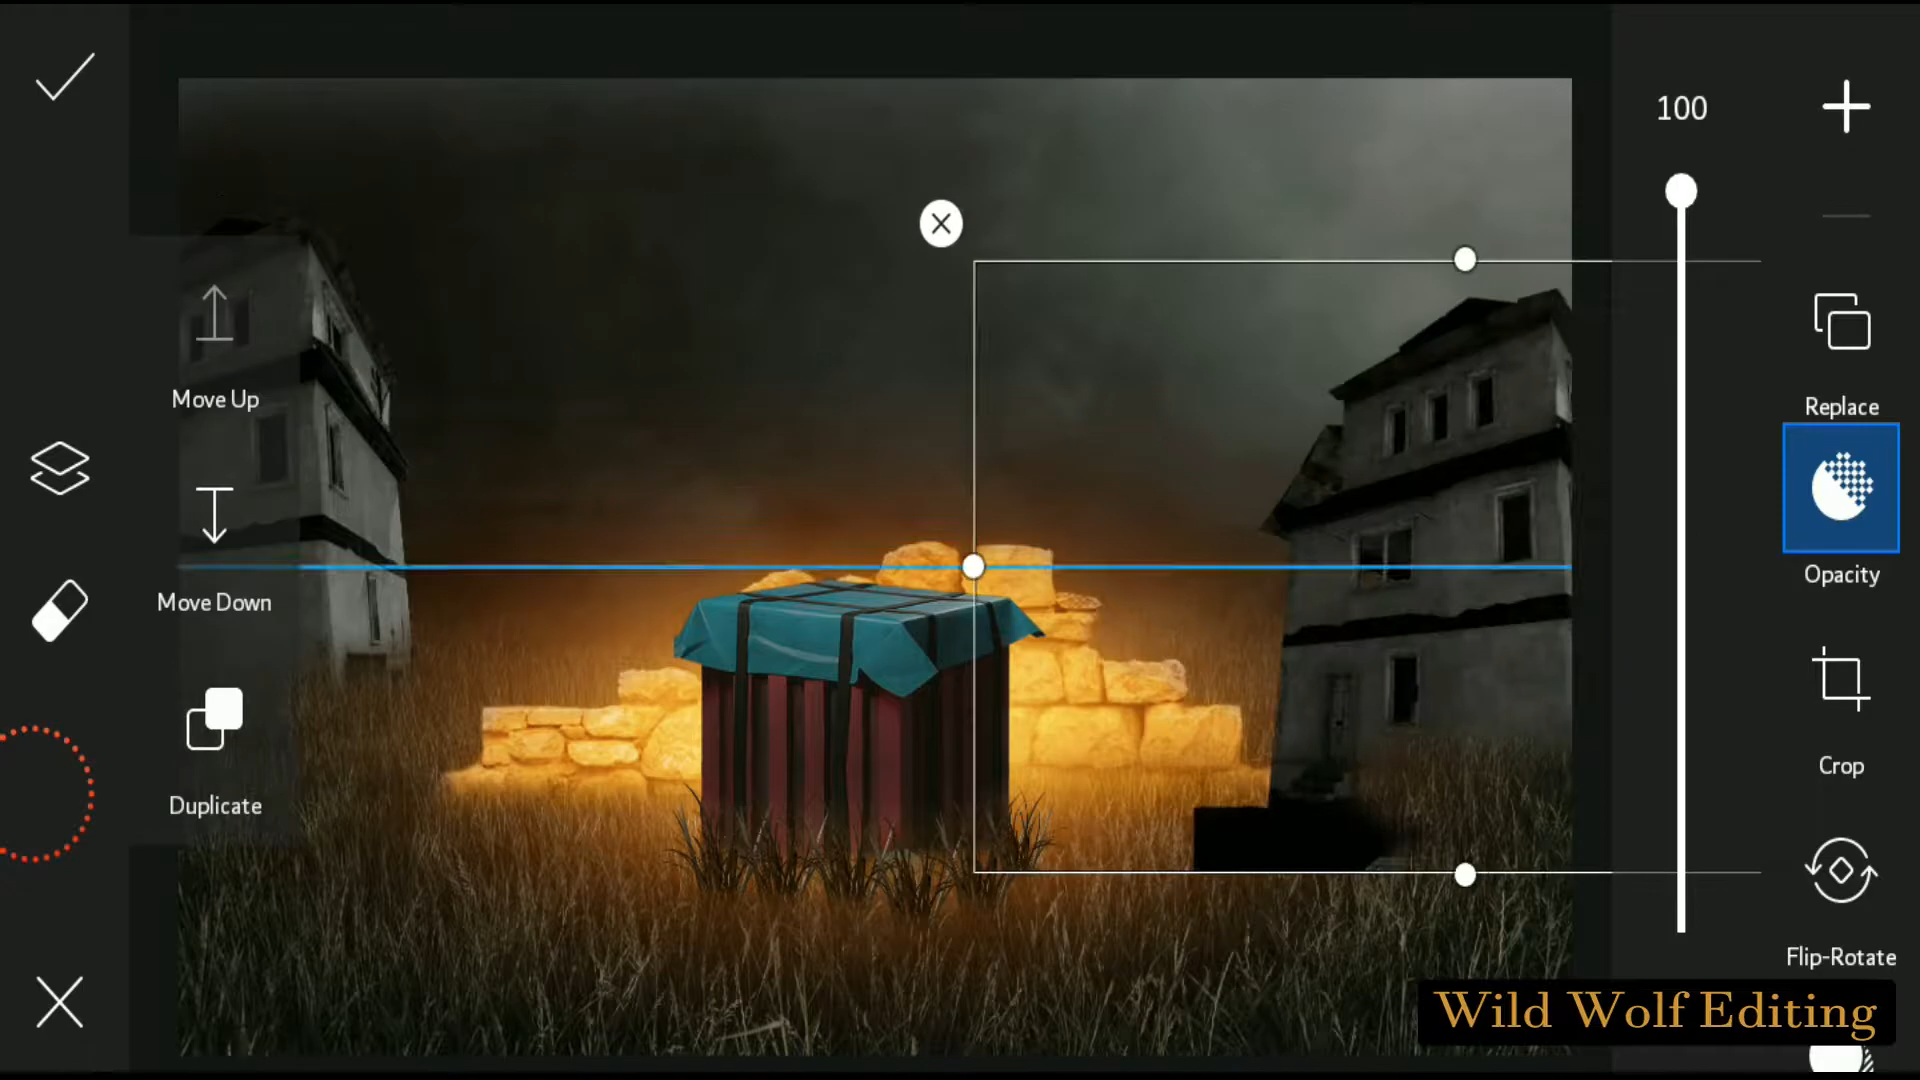 100
Move Up
Replace
Opacity
Move Down
Crop
Duplicate
Flip-Rotate
Wild Wolf Editing